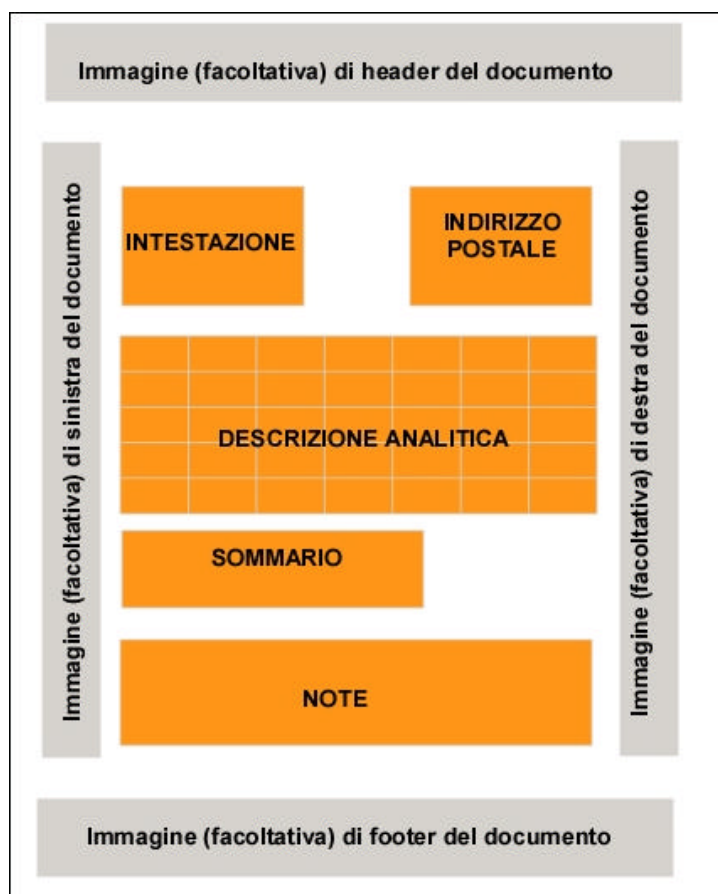 Immagine (facoltativa) di header del documento
Immagine (facoltativa) di sinistra del documento
INTESTAZIONE
INDIRIZZO
POSTALE
Immagine (facoltativa) di destra del documento
DESCRIZIONE ANALITICA
SOMMARIO
NOTE
Immagine (facoltativa) di footer del documento